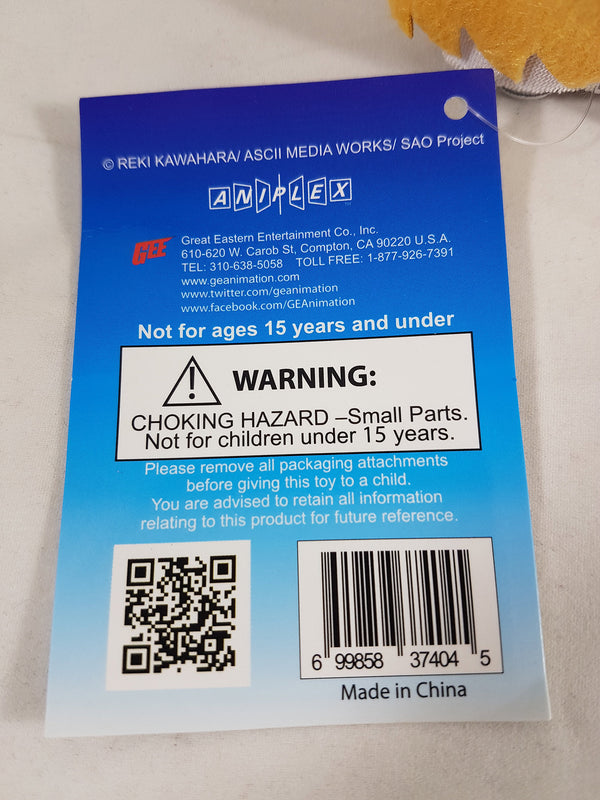 © REKI KAWAHARA/ ASCII MEDIA WORKS/ SAO Project
ANIPLEX
GEE
Great Eastern Entertainment Co., Inc.
610-620 W. Carob St, Compton, CA 90220 U.S.A.
TEL: 310-638-5058 TOLL FREE: 1-877-926-7391
www.geanimation.com
www.twitter.com/geanimation
www.facebook.com/GEAnimation
Not for ages 15 years and under
WARNING:
CHOKING HAZARD –Small Parts.
Not for children under 15 years.
Please remove all packaging attachments
before giving this toy to a child.
You are advised to retain all information
relating to this product for future reference.
6 99858 37404 5
Made in China